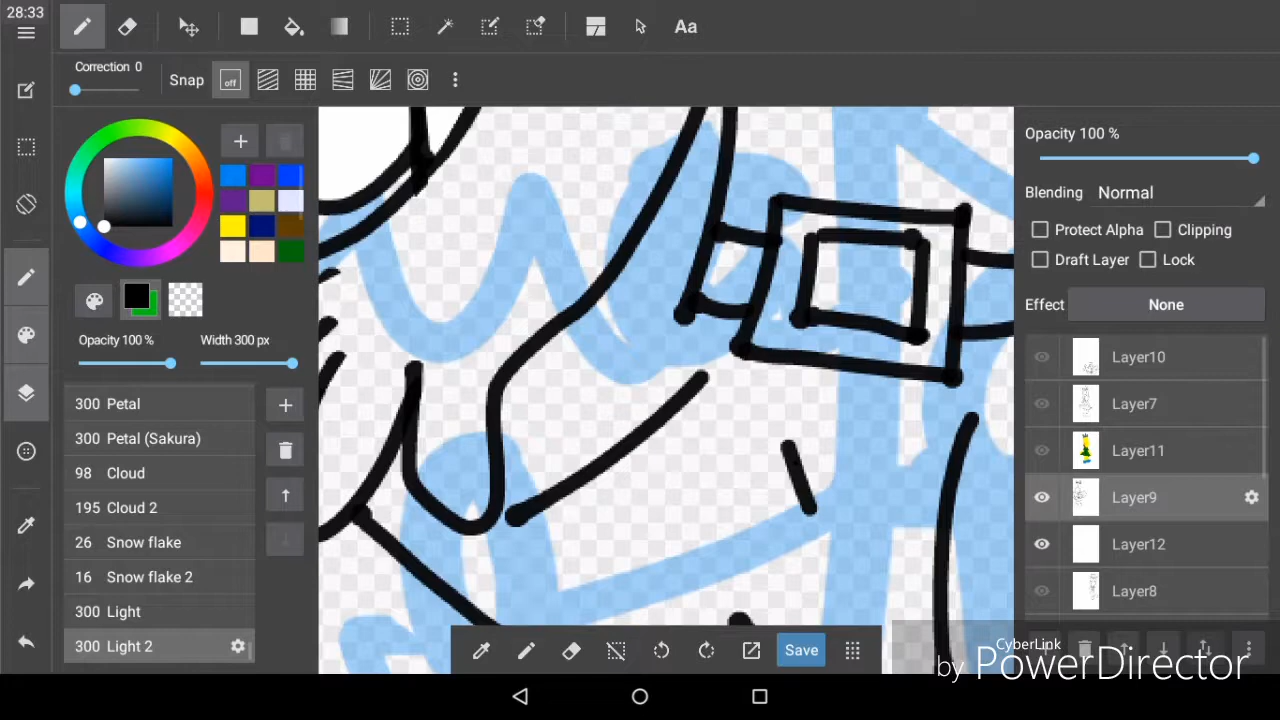 28:33
Aa
Correction 0
Snap
off
Opacity 100 %
Blending Normal
Protect Alpha
Clipping
Draft Layer
Lock
Effect
None
Opacity 100 %
Width 300 px
300 Petal
300 Petal (Sakura)
98 Cloud
195 Cloud 2
26 Snow flake
16 Snow flake 2
300 Light
300 Light 2
Layer10
Layer7
Layer11
Layer9
Layer12
Layer8
Save
CyberLink
by PowerDirector